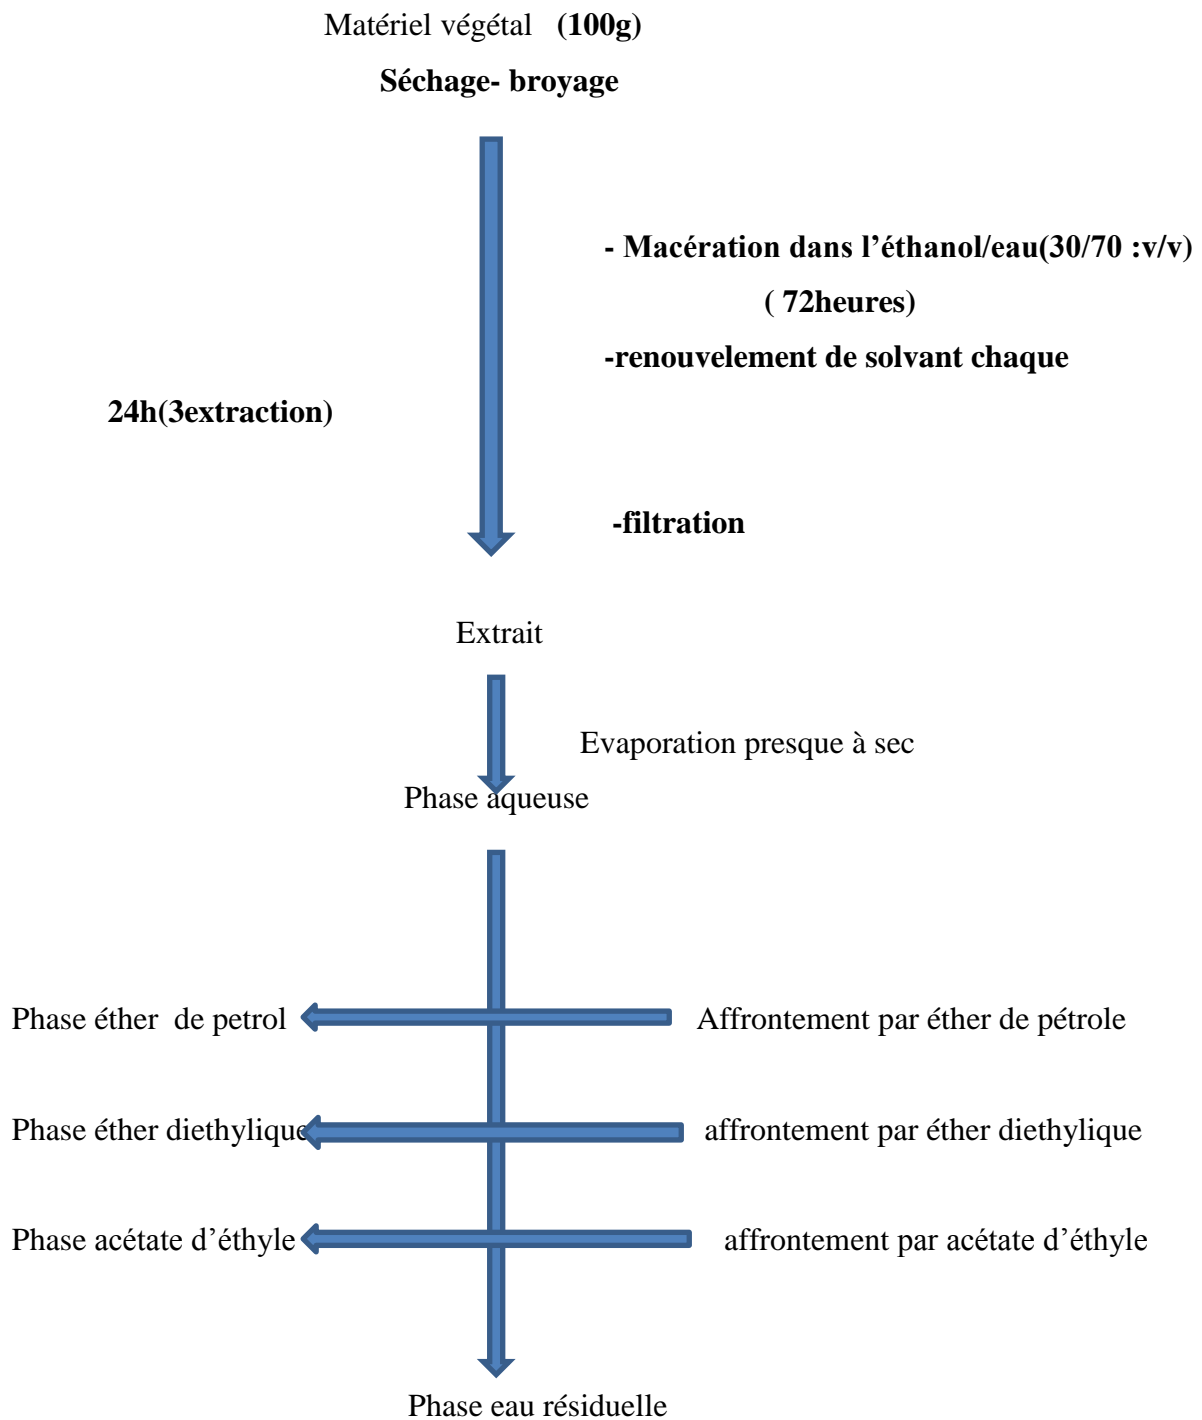 Matériel végétal (100g)
Séchage- broyage
- Macération dans l’éthanol/eau(30/70 :v/v)
( 72heures)
-renouvelement de solvant chaque
24h(3extraction)
-filtration
Extrait
Evaporation presque à sec
Phase aqueuse
Phase éther de petrol
Affrontement par éther de pétrole
Phase éther diethylique
affrontement par éther diethylique
Phase acétate d’éthyle
affrontement par acétate d’éthyle
Phase eau résiduelle